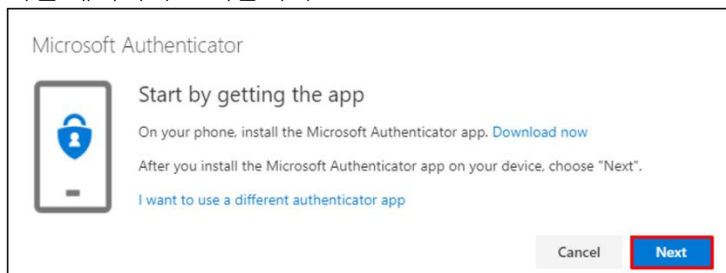 Microsoft Authenticator
Start by getting the app
On your phone, install the Microsoft Authenticator app. Download now
After you install the Microsoft Authenticator app on your device, choose "Next".
I want to use a different authenticator app
Cancel Next